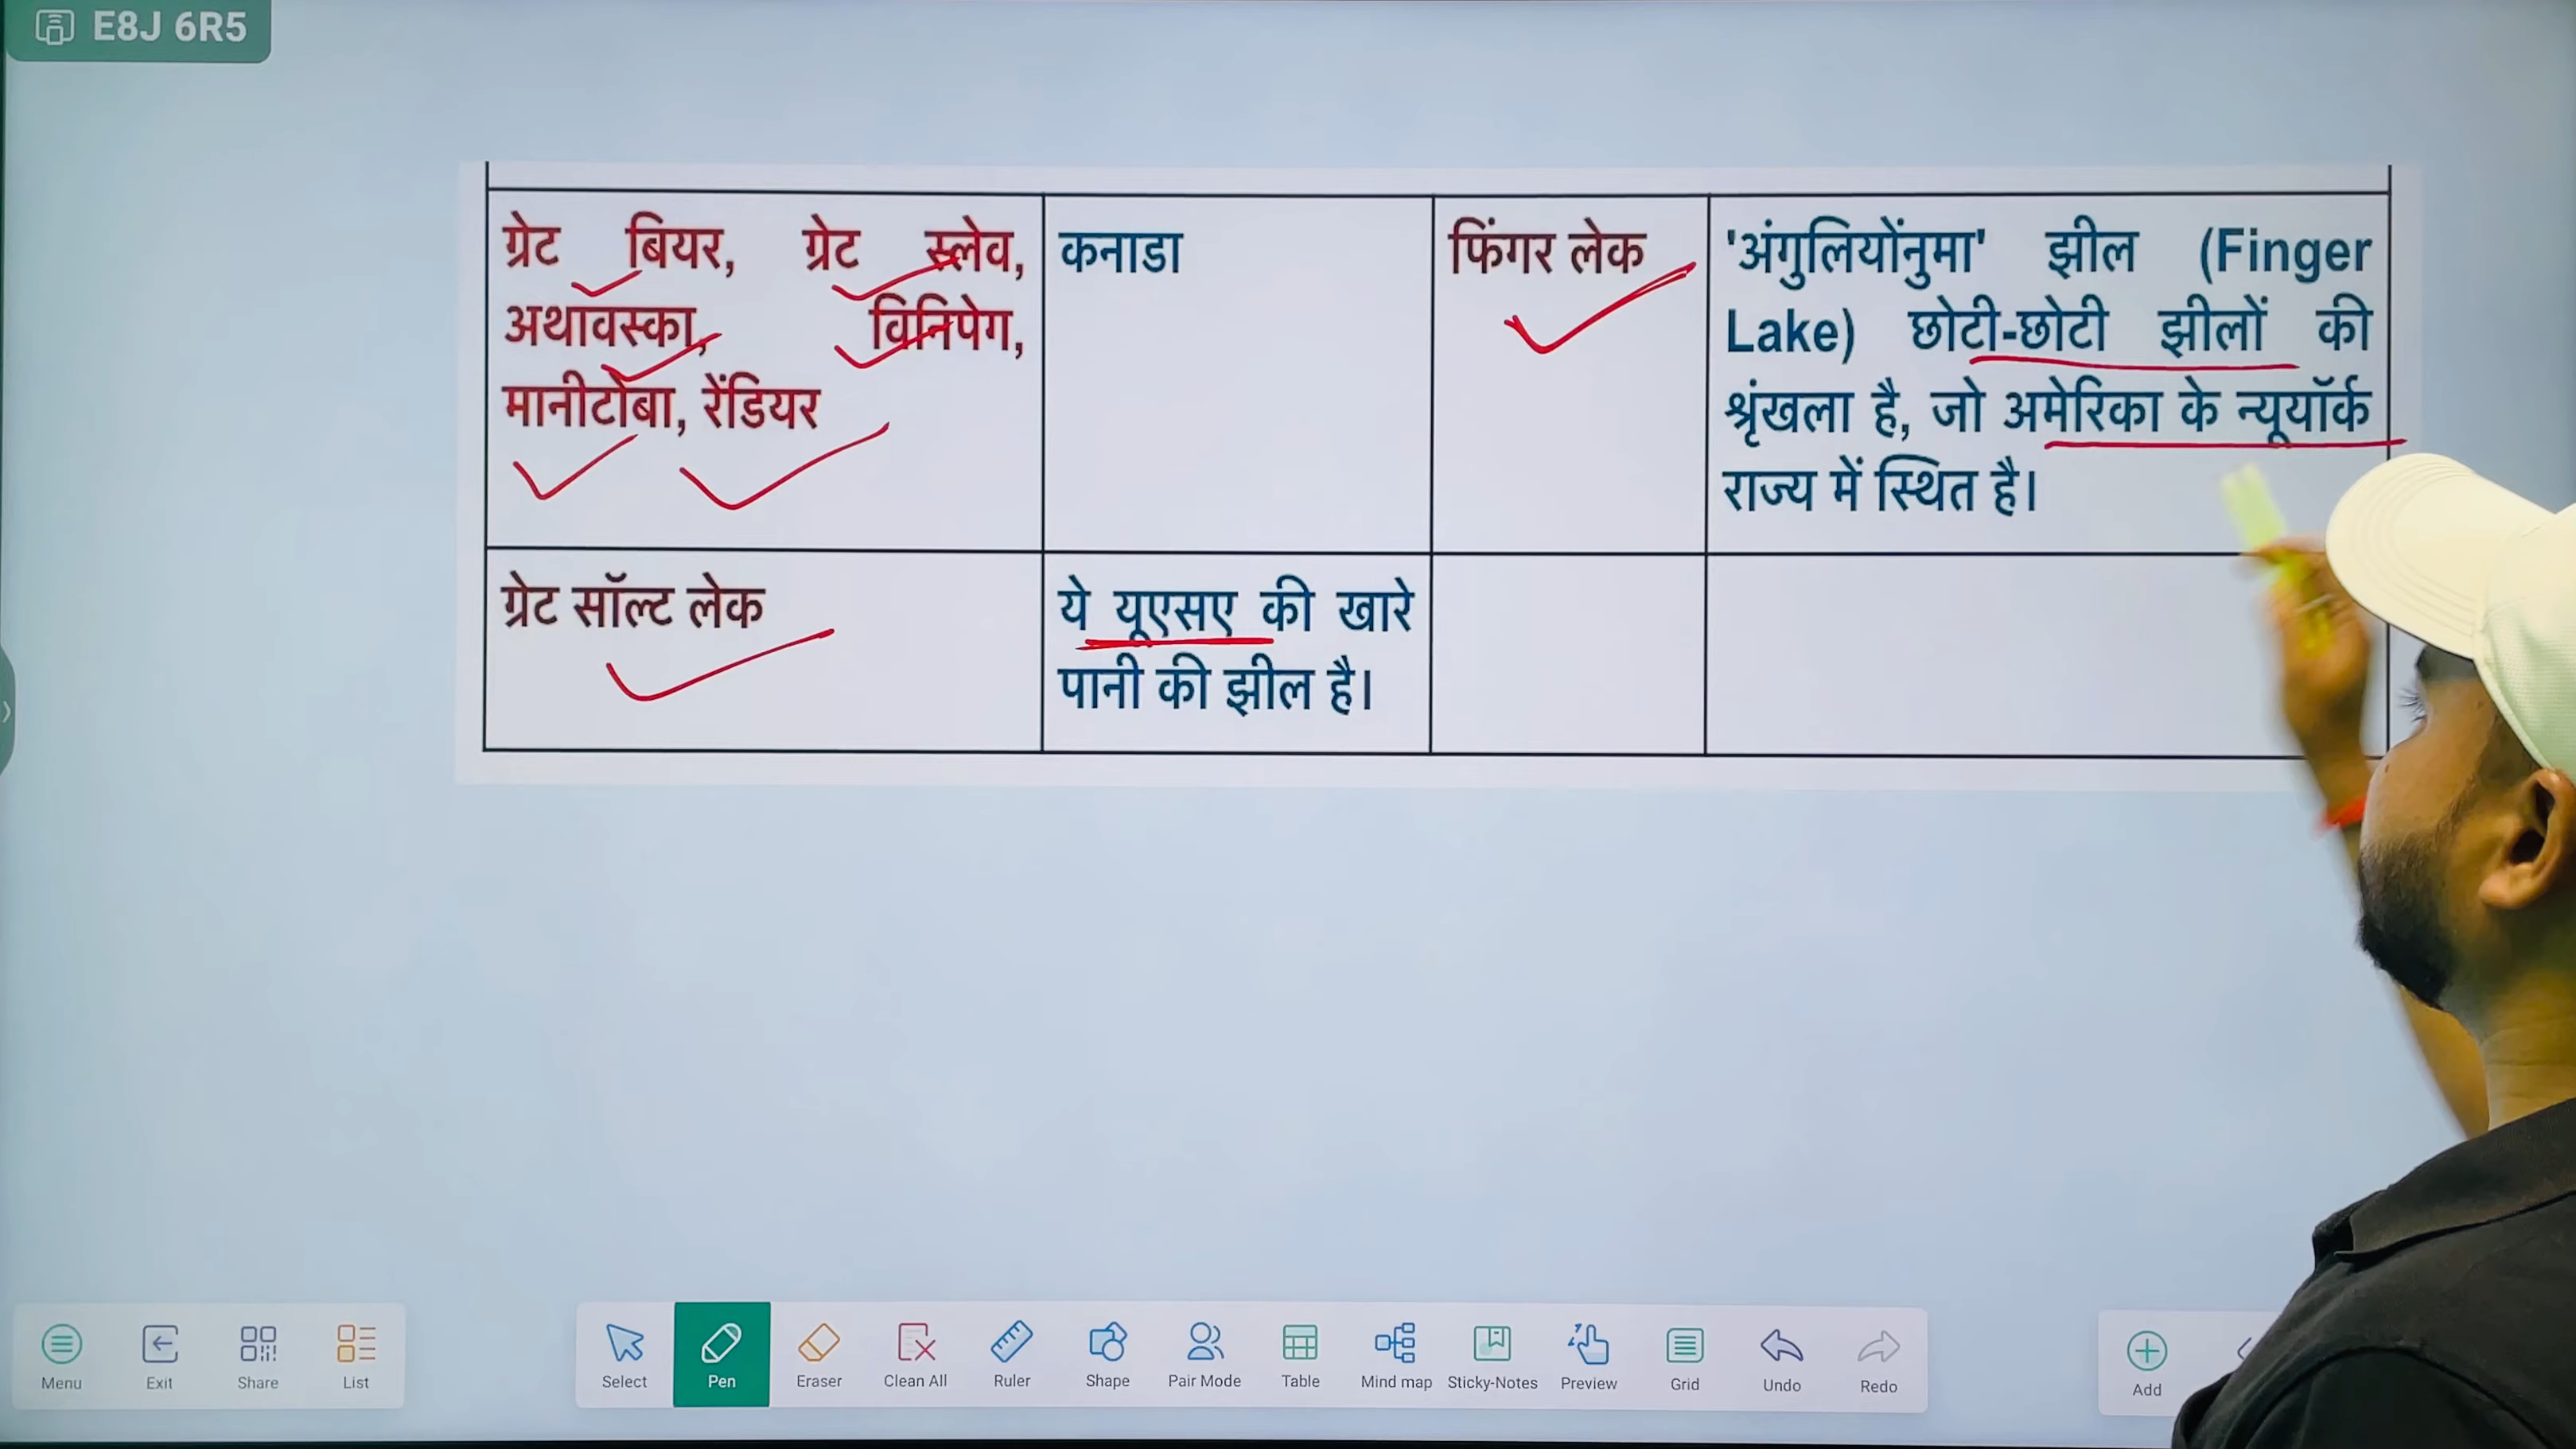 E8J 6R5
ग्रेट बियर, ग्रेट स्लेव,
अथावस्का, विनिपेग,
मानीटोबा, रेंडियर
कनाडा
फिंगर लेक
'अंगुलियोंनुमा' झील (Finger
Lake) छोटी-छोटी झीलों की
श्रृंखला है, जो अमेरिका के न्यूयॉर्क
राज्य में स्थित है।
ग्रेट सॉल्ट लेक
ये यूएसए की खारे
पानी की झील है।
Menu
Exit
Share
List
Select
Pen
Eraser
Clean All
Ruler
Shape
Pair Mode
Table
Mind map
Sticky-Notes
Preview
Grid
Undo
Redo
Add